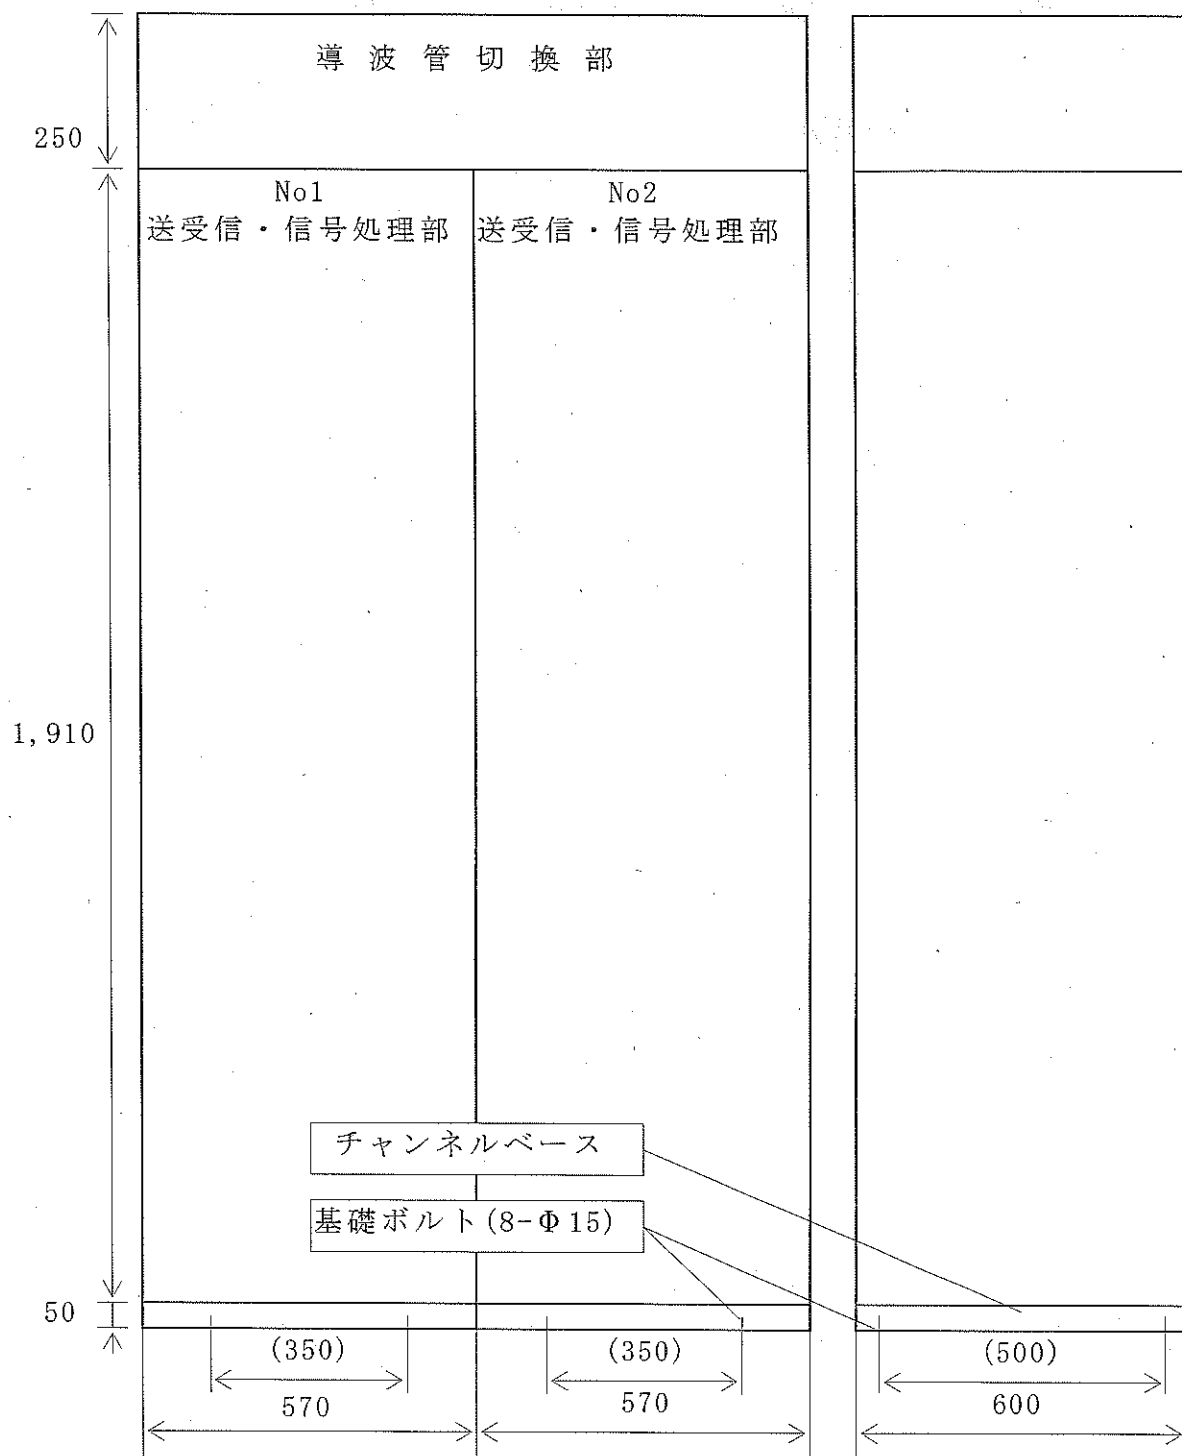 導波管切換部
250
No1
送受信・信号処理部
No2
送受信・信号処理部
1,910
チャンネルベース
基礎ボルト(8-Φ15)
50
(350)
(350)
(500)
570
570
600